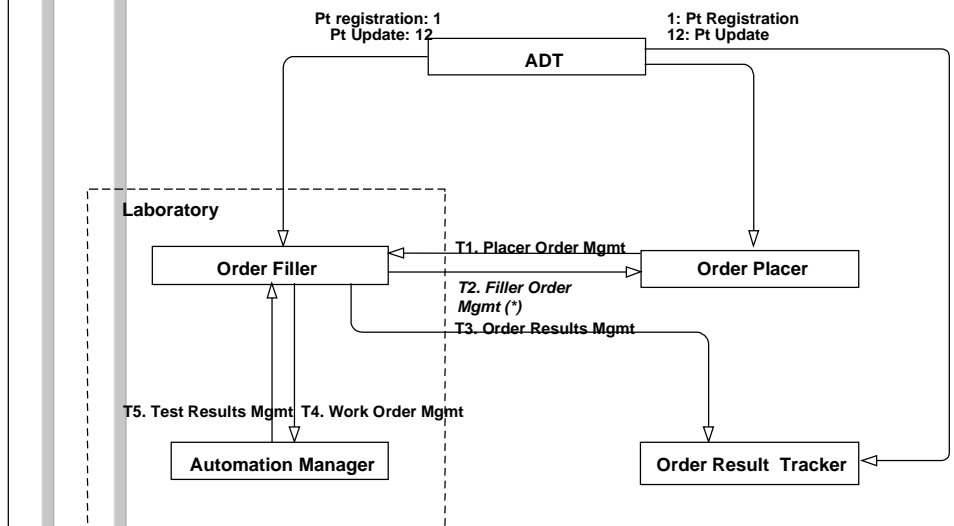 Pt registration: 1
Pt Update: 12
1: Pt Registration
12: Pt Update
ADT
Laboratory
Order Filler
T1. Placer Order Mgmt
Order Placer
T2. Filler Order
Mgmt (*)
T3. Order Results Mgmt
T5. Test Results Mgmt
T4. Work Order Mgmt
Automation Manager
Order Result Tracker